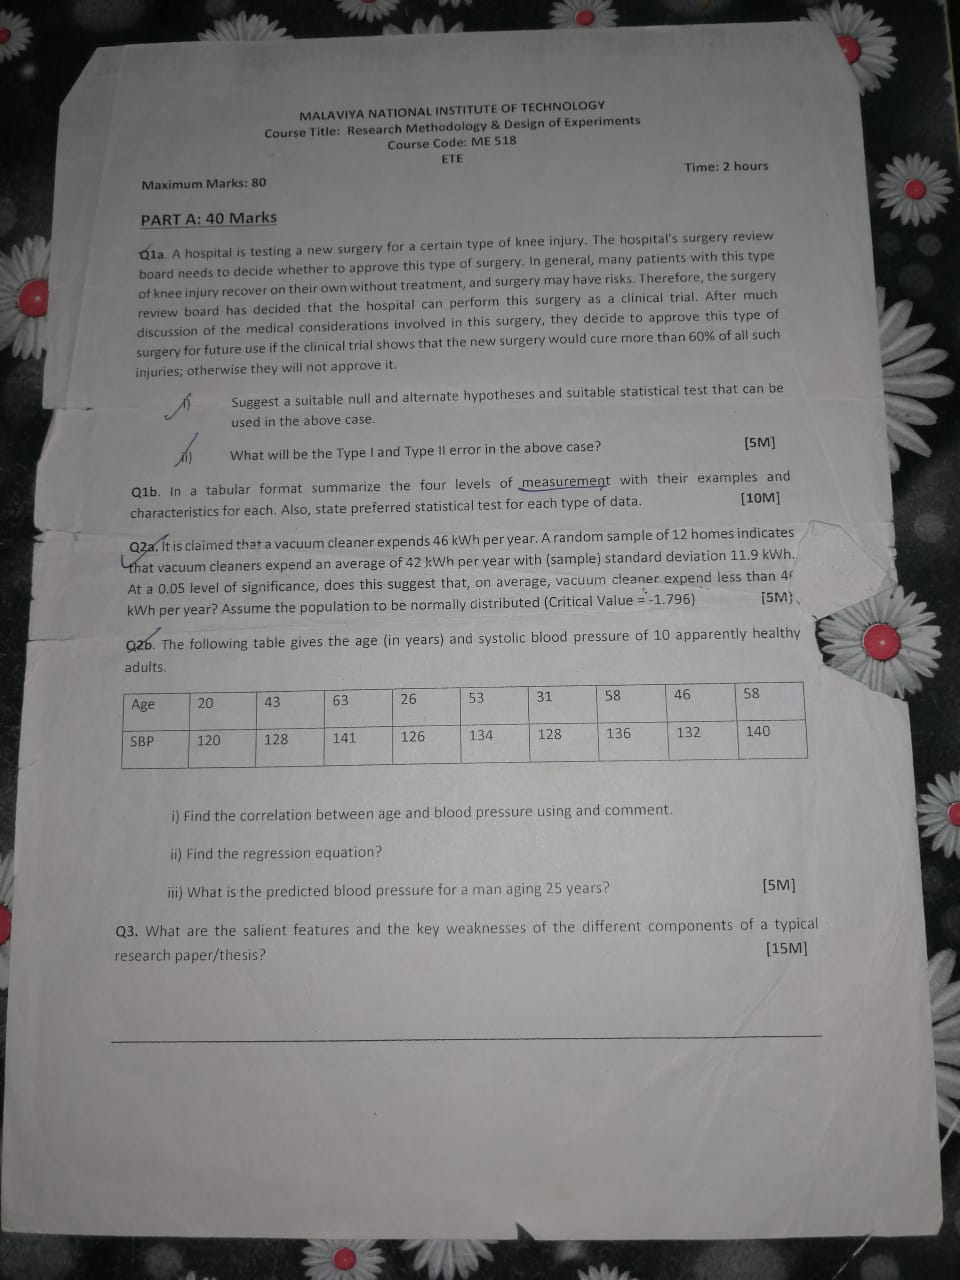 MALAVIYA NATIONAL INSTITUTE OF TECHNOLOGY
Course Title: Research Methodology & Design of Experiments
Course Code: ME 518
ETE
Time: 2 hours
Maximum Marks: 80
PART A: 40 Marks
Q1a. A hospital is testing a new surgery for a certain type of knee injury. The hospital's surgery review
board needs to decide whether to approve this type of surgery. In general, many patients with this type
of knee injury recover on their own without treatment, and surgery may have risks. Therefore, the surgery
review board has decided that the hospital can perform this surgery as a clinical trial. After much
discussion of the medical considerations involved in this surgery, they decide to approve this type of
surgery for future use if the clinical trial shows that the new surgery would cure more than 60% of all such
injuries; otherwise they will not approve it.
i) Suggest a suitable null and alternate hypotheses and suitable statistical test that can be
used in the above case.
ii) What will be the Type I and Type II error in the above case? [5M]
Q1b. In a tabular format summarize the four levels of measurement with their examples and
characteristics for each. Also, state preferred statistical test for each type of data. [10M]
Q2a. It is claimed that a vacuum cleaner expends 46 kWh per year. A random sample of 12 homes indicates
that vacuum cleaners expend an average of 42 kWh per year with (sample) standard deviation 11.9 kWh.
At a 0.05 level of significance, does this suggest that, on average, vacuum cleaner expend less than
kWh per year? Assume the population to be normally distributed (Critical Value = -1.796) [5M]
Q2b. The following table gives the age (in years) and systolic blood pressure of 10 apparently healthy
adults.
Age 20 43 63 26 53 31 58 46 58
SBP 120 128 141 126 134 128 136 132 140
i) Find the correlation between age and blood pressure using and comment.
ii) Find the regression equation?
iii) What is the predicted blood pressure for a man aging 25 years? [5M]
Q3. What are the salient features and the key weaknesses of the different components of a typical
research paper/thesis? [15M]